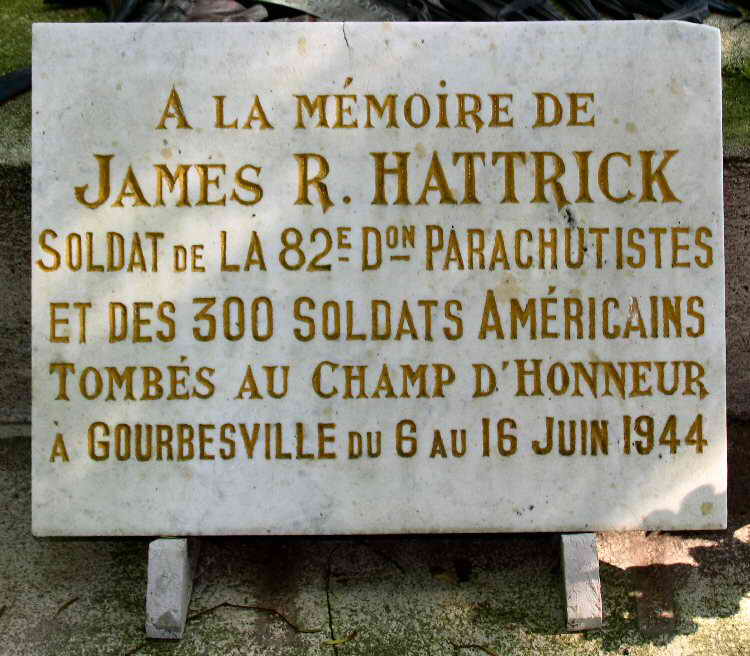 A LA MÉMOIRE DE
JAMES R. HATTRICK
SOLDAT DE LA 82E DON PARACHUTISTES
ET DES 300 SOLDATS AMÉRICAINS
TOMBÉS AU CHAMP D'HONNEUR
À GOURBESVILLE DU 6 AU 16 JUIN 1944